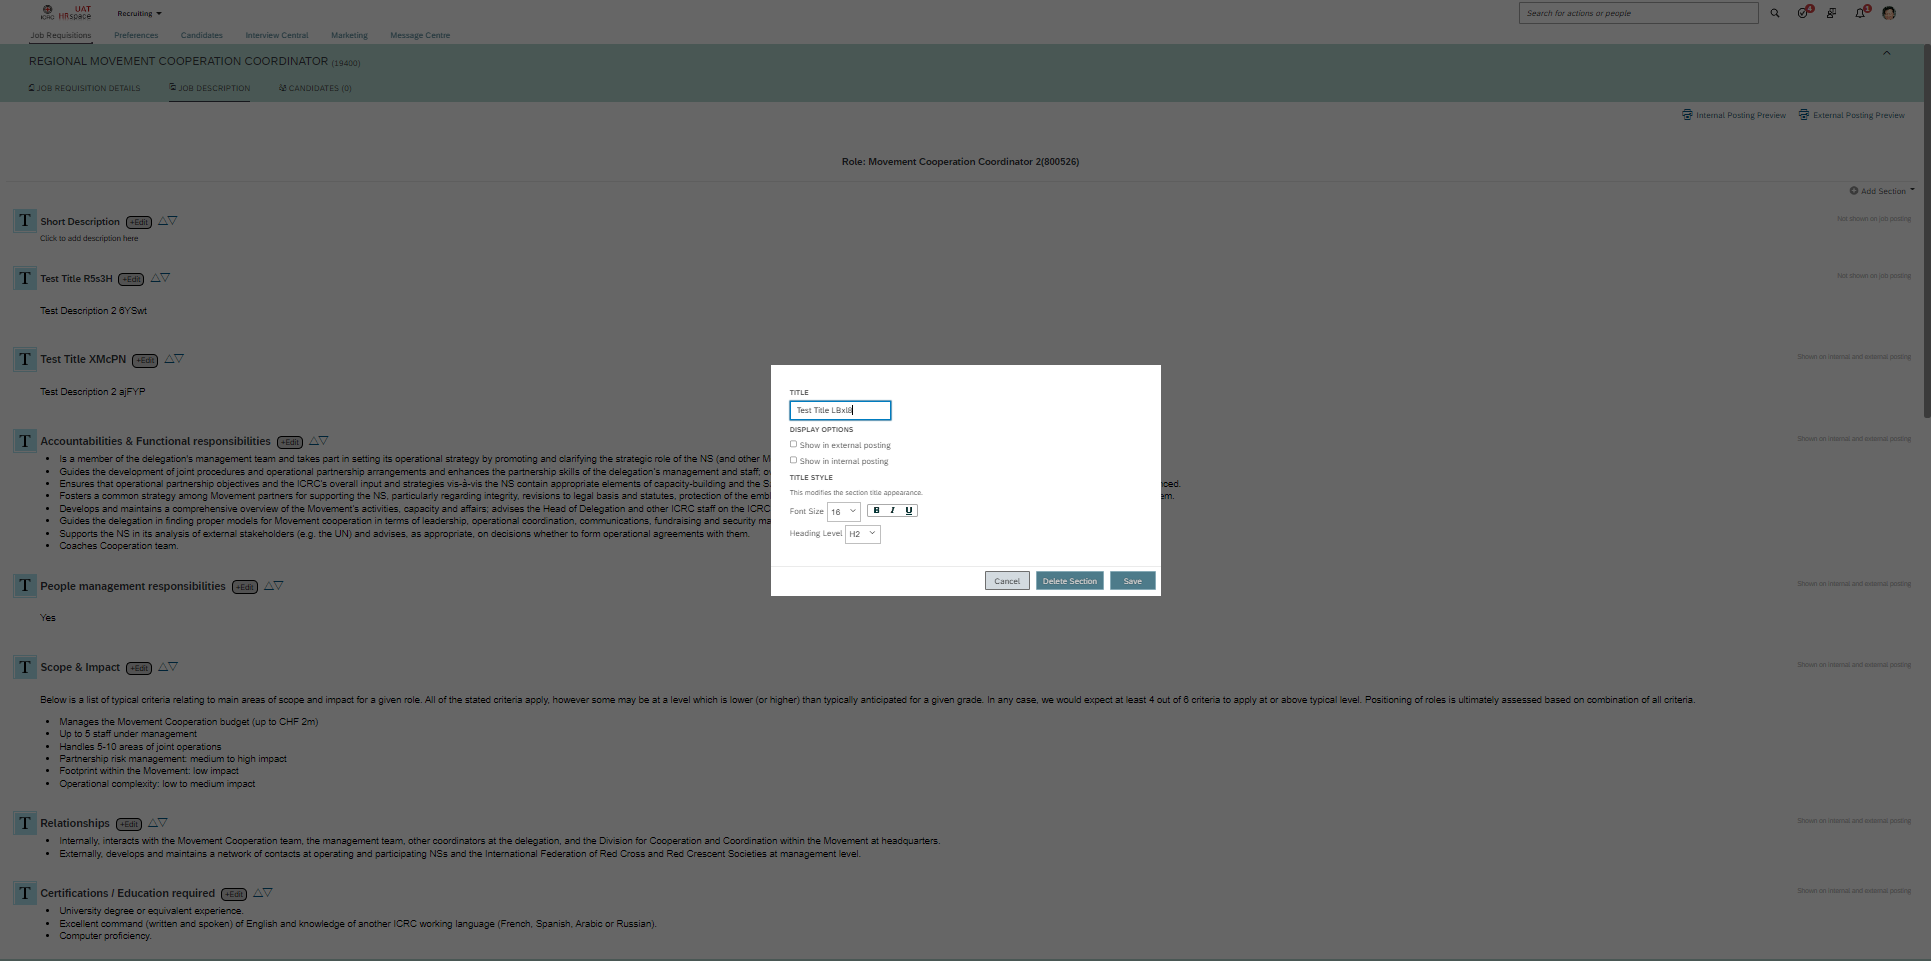 ICRC UAT HRspace Recruiting Search for actions or people 4 1
Job Requisitions Preferences Candidates Interview Central Marketing Message Centre
REGIONAL MOVEMENT COOPERATION COORDINATOR (19400)
JOB REQUISITION DETAILS JOB DESCRIPTION CANDIDATES (0)
Internal Posting Preview External Posting Preview
Role: Movement Cooperation Coordinator 2(800526)
Add Section
T Short Description +Edit Not shown on job posting
Click to add description here
T Test Title R5s3H +Edit Not shown on job posting
Test Description 2 6YSwt
T Test Title XMcPN +Edit Shown on internal and external posting
Test Description 2 ajFYP
T Accountabilities & Functional responsibilities +Edit Shown on internal and external posting
• Is a member of the delegation's management team and takes part in setting its operational strategy by promoting and clarifying the strategic role of the NS (and other M
• Guides the development of joint procedures and operational partnership arrangements and enhances the partnership skills of the delegation's management and staff; ov
• Ensures that operational partnership objectives and the ICRC's overall input and strategies vis-à-vis the NS contain appropriate elements of capacity-building and the S nced.
• Fosters a common strategy among Movement partners for supporting the NS, particularly regarding integrity, revisions to legal basis and statutes, protection of the embl em.
• Develops and maintains a comprehensive overview of the Movement's activities, capacity and affairs; advises the Head of Delegation and other ICRC staff on the ICRC
• Guides the delegation in finding proper models for Movement cooperation in terms of leadership, operational coordination, communications, fundraising and security ma
• Supports the NS in its analysis of external stakeholders (e.g. the UN) and advises, as appropriate, on decisions whether to form operational agreements with them.
• Coaches Cooperation team.
T People management responsibilities +Edit Shown on internal and external posting
Yes
T Scope & Impact +Edit Shown on internal and external posting
Below is a list of typical criteria relating to main areas of scope and impact for a given role. All of the stated criteria apply, however some may be at a level which is lower (or higher) than typically anticipated for a given grade. In any case, we would expect at least 4 out of 6 criteria to apply at or above typical level. Positioning of roles is ultimately assessed based on combination of all criteria.
• Manages the Movement Cooperation budget (up to CHF 2m)
• Up to 5 staff under management
• Handles 5-10 areas of joint operations
• Partnership risk management: medium to high impact
• Footprint within the Movement: low impact
• Operational complexity: low to medium impact
T Relationships +Edit Shown on internal and external posting
• Internally, interacts with the Movement Cooperation team, the management team, other coordinators at the delegation, and the Division for Cooperation and Coordination within the Movement at headquarters.
• Externally, develops and maintains a network of contacts at operating and participating NSs and the International Federation of Red Cross and Red Crescent Societies at management level.
T Certifications / Education required +Edit Shown on internal and external posting
• University degree or equivalent experience.
• Excellent command (written and spoken) of English and knowledge of another ICRC working language (French, Spanish, Arabic or Russian).
• Computer proficiency.
TITLE
Test Title LBxl8
DISPLAY OPTIONS
Show in external posting
Show in internal posting
TITLE STYLE
This modifies the section title appearance.
Font Size 16 B I U
Heading Level H2
Cancel Delete Section Save